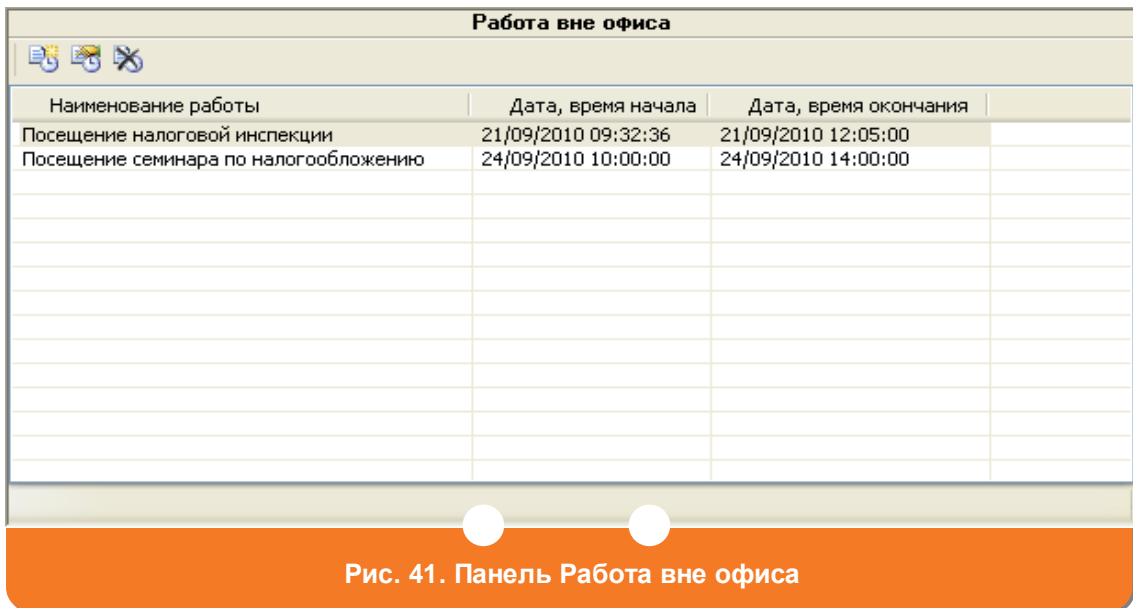 Работа вне офиса
Наименование работы Дата, время начала Дата, время окончания
Посещение налоговой инспекции 21/09/2010 09:32:36 21/09/2010 12:05:00
Посещение семинара по налогообложению 24/09/2010 10:00:00 24/09/2010 14:00:00
Рис. 41. Панель Работа вне офиса